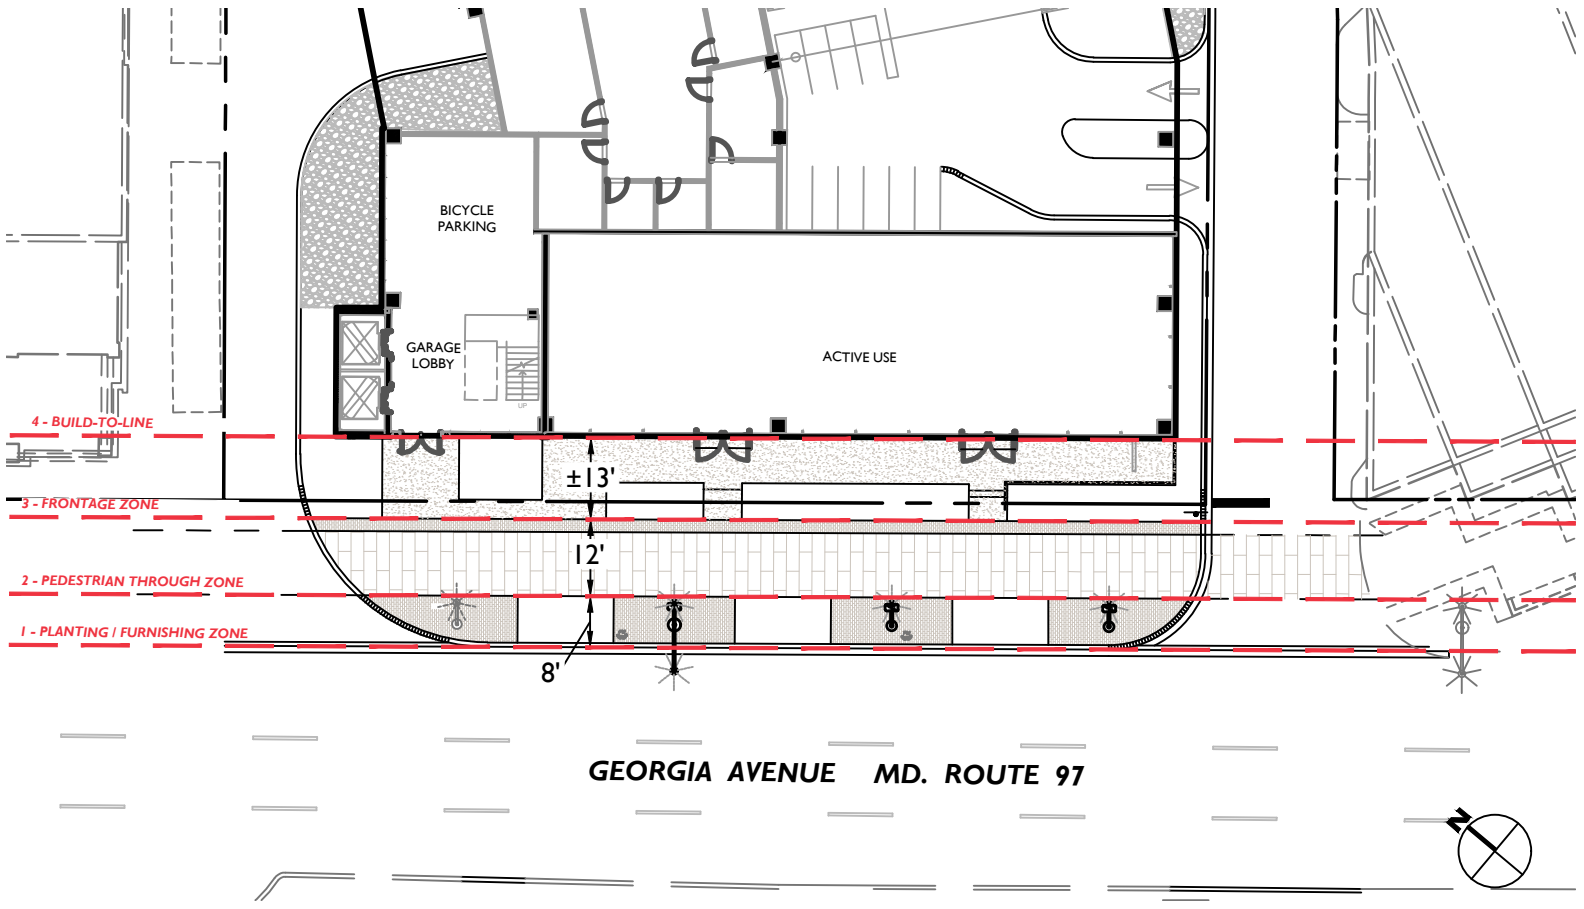 BICYCLE
PARKING
GARAGE
LOBBY
ACTIVE USE
UP
4 - BUILD-TO-LINE
±13'
3 - FRONTAGE ZONE
12'
2 - PEDESTRIAN THROUGH ZONE
1 - PLANTING / FURNISHING ZONE
8'
GEORGIA AVENUE MD. ROUTE 97
N